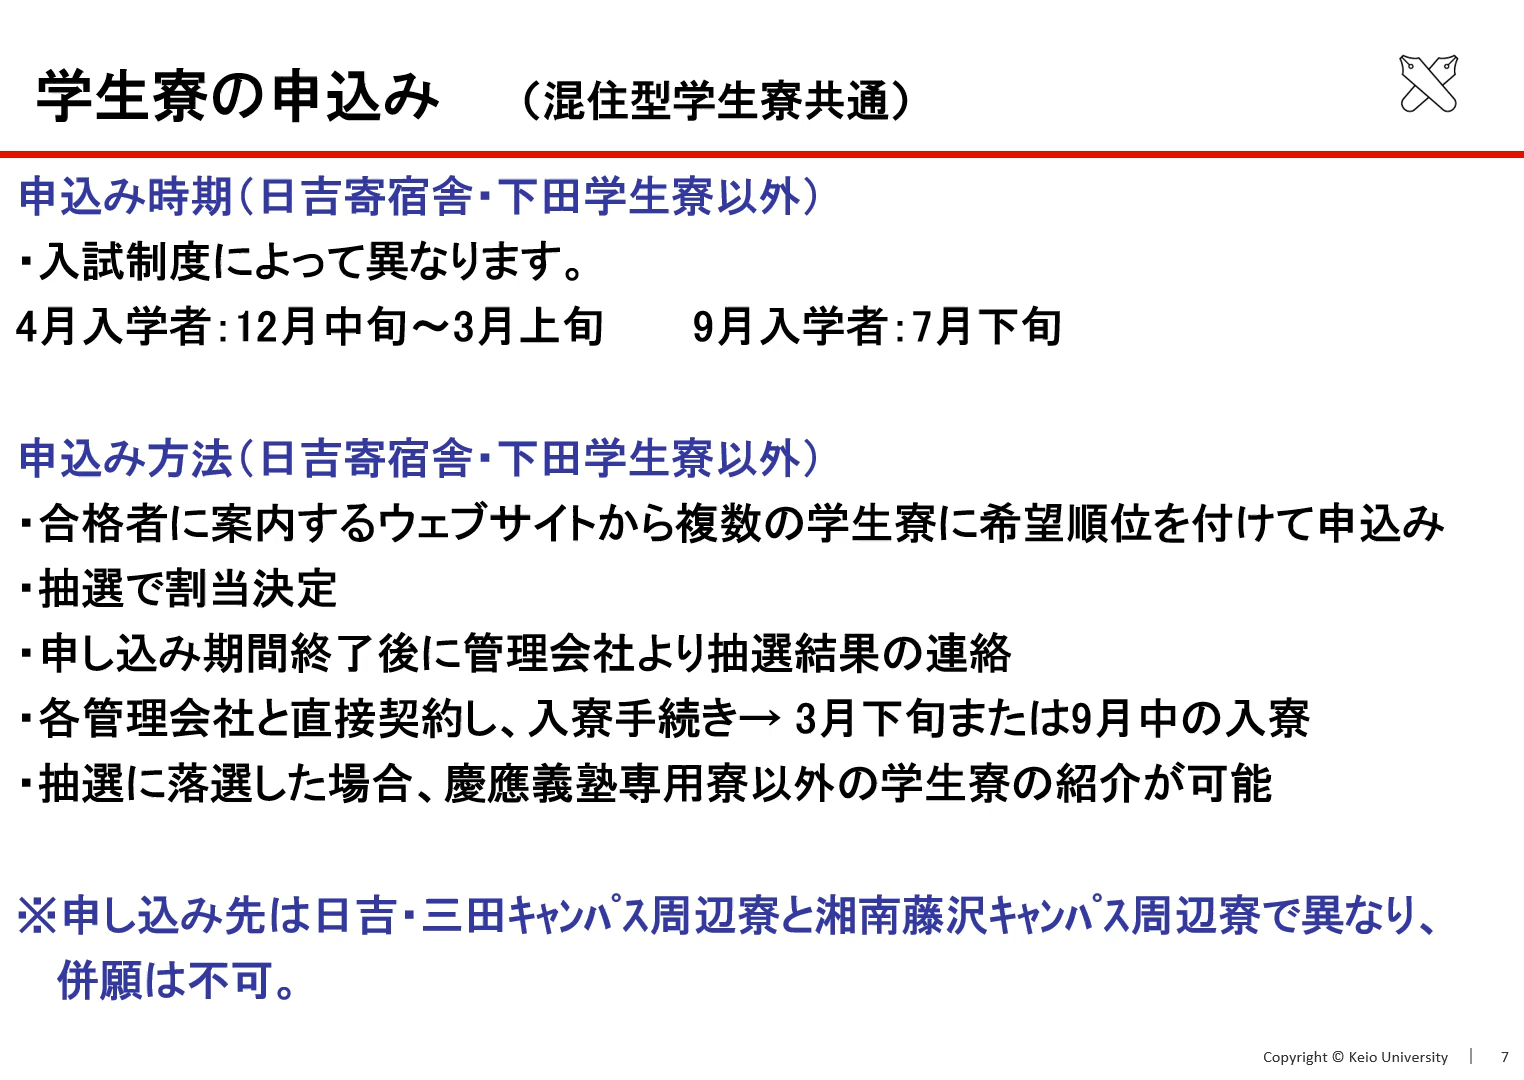 学生寮の申込み　（混住型学生寮共通）
申込み時期（日吉寄宿舎・下田学生寮以外）
・入試制度によって異なります。
4月入学者：12月中旬～3月上旬　　9月入学者：7月下旬
申込み方法（日吉寄宿舎・下田学生寮以外）
・合格者に案内するウェブサイトから複数の学生寮に希望順位を付けて申込み
・抽選で割当決定
・申し込み期間終了後に管理会社より抽選結果の連絡
・各管理会社と直接契約し、入寮手続き→ 3月下旬または9月中の入寮
・抽選に落選した場合、慶應義塾専用寮以外の学生寮の紹介が可能
※申し込み先は日吉・三田ｷｬﾝﾊﾟｽ周辺寮と湘南藤沢ｷｬﾝﾊﾟｽ周辺寮で異なり、
併願は不可。
Copyright © Keio University | 7